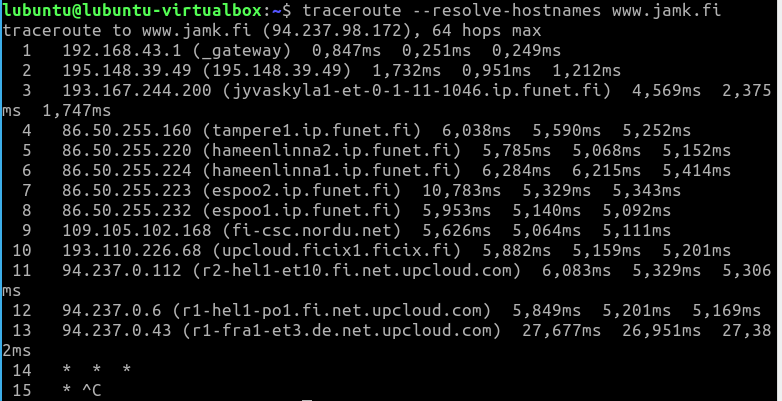 lubuntu@lubuntu-virtualbox:~$ traceroute --resolve-hostnames www.jamk.fi
traceroute to www.jamk.fi (94.237.98.172), 64 hops max
  1   192.168.43.1 (_gateway)  0,847ms  0,251ms  0,249ms
  2   195.148.39.49 (195.148.39.49)  1,732ms  0,951ms  1,212ms
  3   193.167.244.200 (jyvaskyla1-et-0-1-11-1046.ip.funet.fi)  4,569ms  2,375
ms  1,747ms
  4   86.50.255.160 (tampere1.ip.funet.fi)  6,038ms  5,590ms  5,252ms
  5   86.50.255.220 (hameenlinna2.ip.funet.fi)  5,785ms  5,068ms  5,152ms
  6   86.50.255.224 (hameenlinna1.ip.funet.fi)  6,284ms  6,215ms  5,414ms
  7   86.50.255.223 (espoo2.ip.funet.fi)  10,783ms  5,329ms  5,343ms
  8   86.50.255.232 (espoo1.ip.funet.fi)  5,953ms  5,140ms  5,092ms
  9   109.105.102.168 (fi-csc.nordu.net)  5,626ms  5,064ms  5,111ms
 10   193.110.226.68 (upcloud.ficix1.ficix.fi)  5,882ms  5,159ms  5,201ms
 11   94.237.0.112 (r2-hel1-et10.fi.net.upcloud.com)  6,083ms  5,329ms  5,306
ms
 12   94.237.0.6 (r1-hel1-po1.fi.net.upcloud.com)  5,849ms  5,201ms  5,169ms
 13   94.237.0.43 (r1-fra1-et3.de.net.upcloud.com)  27,677ms  26,951ms  27,38
2ms
 14   *  *  *
 15   * ^C